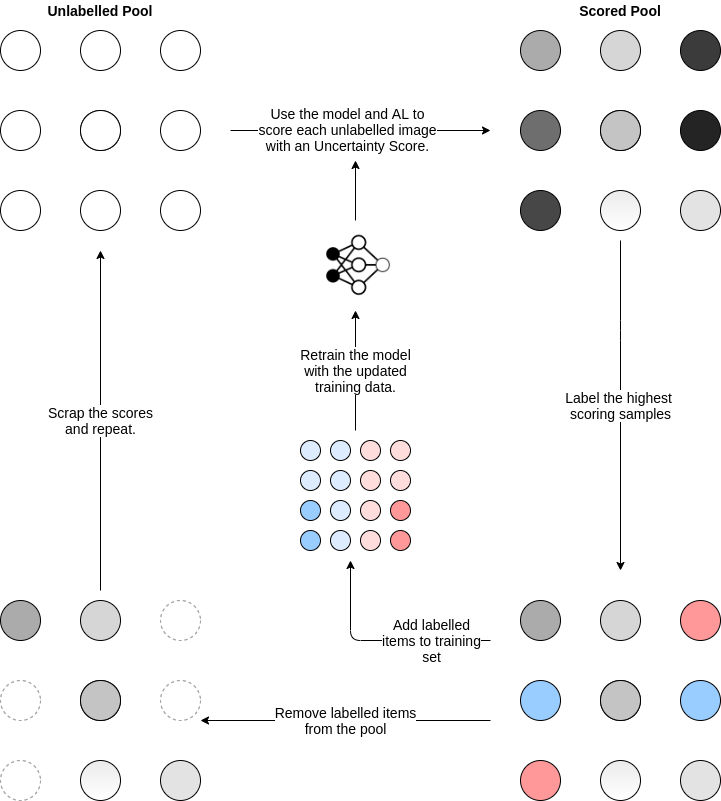 Unlabelled Pool
Scored Pool
Use the model and AL to
score each unlabelled image
with an Uncertainty Score.
Retrain the model
with the updated
training data.
Label the highest
scoring samples
Scrap the scores
and repeat.
Add labelled
items to training
set
Remove labelled items
from the pool